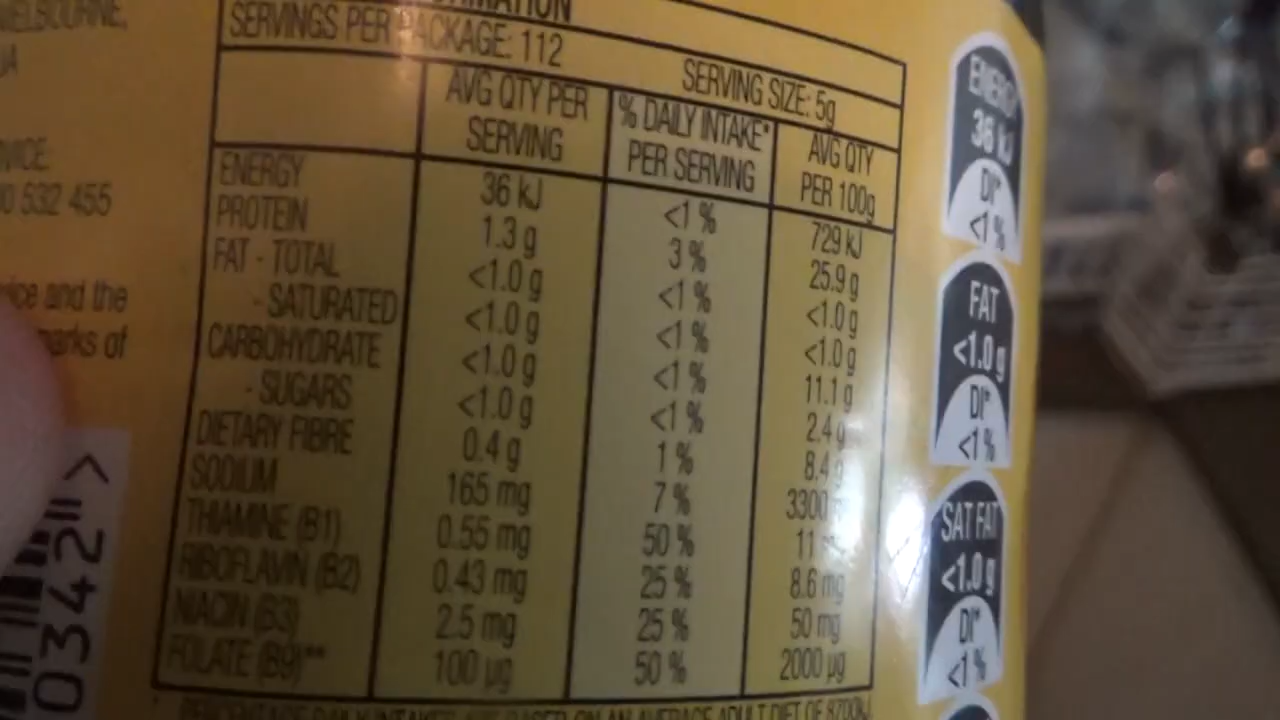 SERVINGS PER PACKAGE: 112
SERVING SIZE: 5g
AVG QTY PER SERVING
% DAILY INTAKE* PER SERVING
AVG QTY PER 100g
ENERGY 36 kJ <1 % 729 kJ
PROTEIN 1.3 g 3 % 25.9 g
FAT - TOTAL <1.0 g <1 % <1.0 g
- SATURATED <1.0 g <1 % <1.0 g
CARBOHYDRATE <1.0 g <1 % 11.1 g
- SUGARS <1.0 g <1 % 2.4 g
DIETARY FIBRE 0.4 g 1 % 8.4
SODIUM 165 mg 7 % 3300
THIAMINE (B1) 0.55 mg 50 % 11
RIBOFLAVIN (B2) 0.43 mg 25 % 8.6 mg
NIACIN (B3) 2.5 mg 25 % 50 mg
FOLATE (B9)** 100 µg 50 % 2000 µg
532 455
and the
of
0342 >
ENERGY
36 kJ
DI*
<1%
FAT
<1.0 g
DI*
<1%
SAT FAT
<1.0 g
DI*
<1%